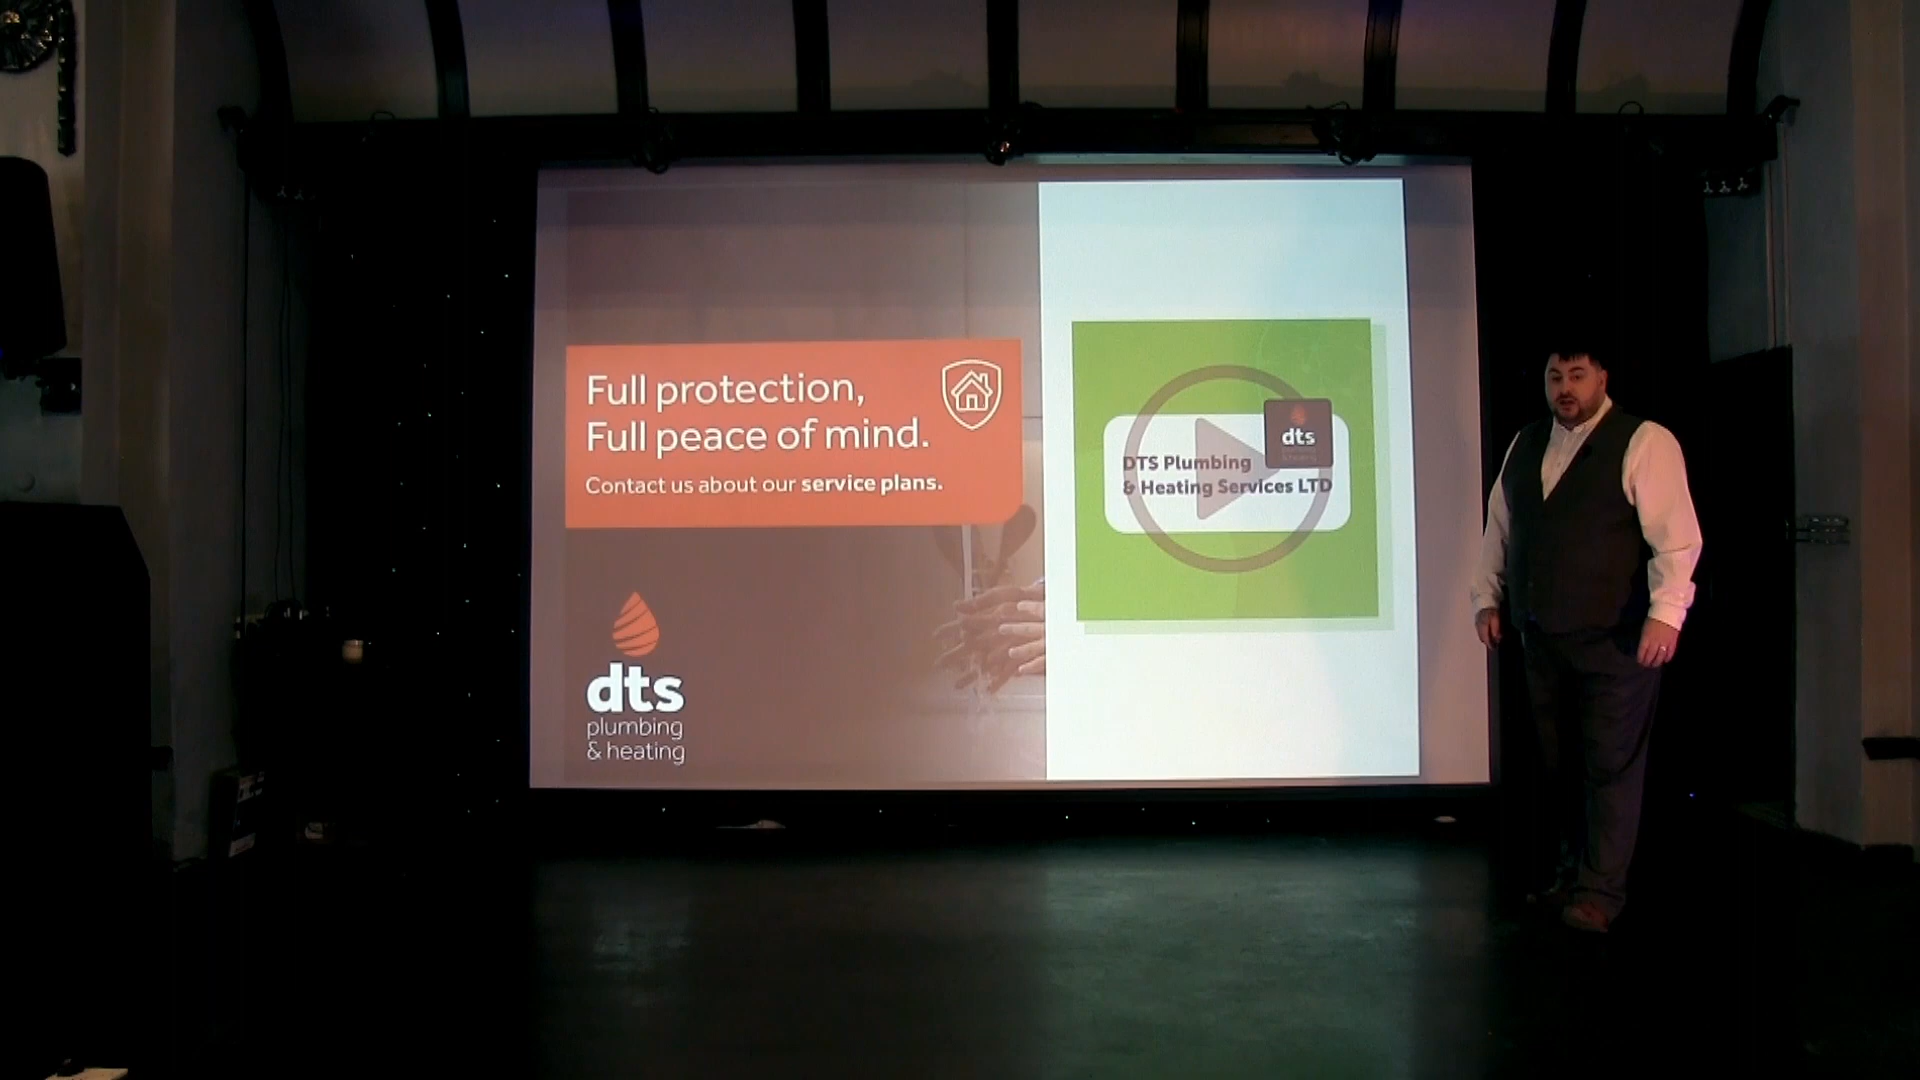 Full protection,
Full peace of mind.
Contact us about our service plans.
dts
plumbing
& heating
dts
DTS Plumbing
& Heating Services LTD